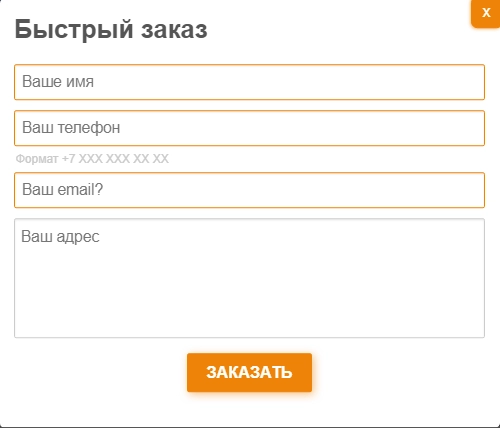 x
Быстрый заказ
Ваше имя
Ваш телефон
Формат +7 XXX XXX XX XX
Ваш email?
Ваш адрес
ЗАКАЗАТЬ